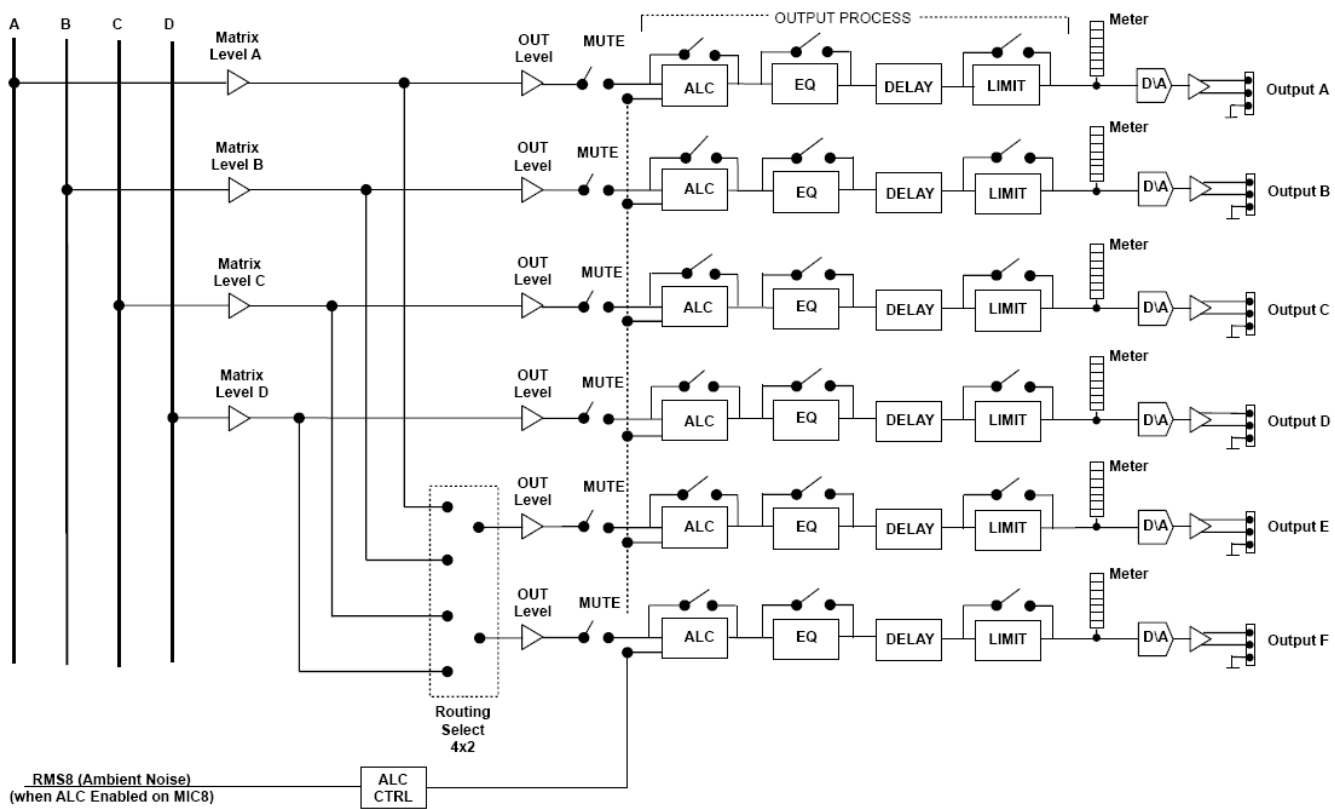 A B C D
OUTPUT PROCESS
Matrix
Level A
OUT
Level
MUTE
ALC
EQ
DELAY
LIMIT
Meter
D\A
Output A
Matrix
Level B
OUT
Level
MUTE
ALC
EQ
DELAY
LIMIT
Meter
D\A
Output B
Matrix
Level C
OUT
Level
MUTE
ALC
EQ
DELAY
LIMIT
Meter
D\A
Output C
Matrix
Level D
OUT
Level
MUTE
ALC
EQ
DELAY
LIMIT
Meter
D\A
Output D
OUT
Level
MUTE
ALC
EQ
DELAY
LIMIT
Meter
D\A
Output E
OUT
Level
MUTE
ALC
EQ
DELAY
LIMIT
Meter
D\A
Output F
Routing
Select
4x2
RMS8 (Ambient Noise)
(when ALC Enabled on MIC8)
ALC
CTRL